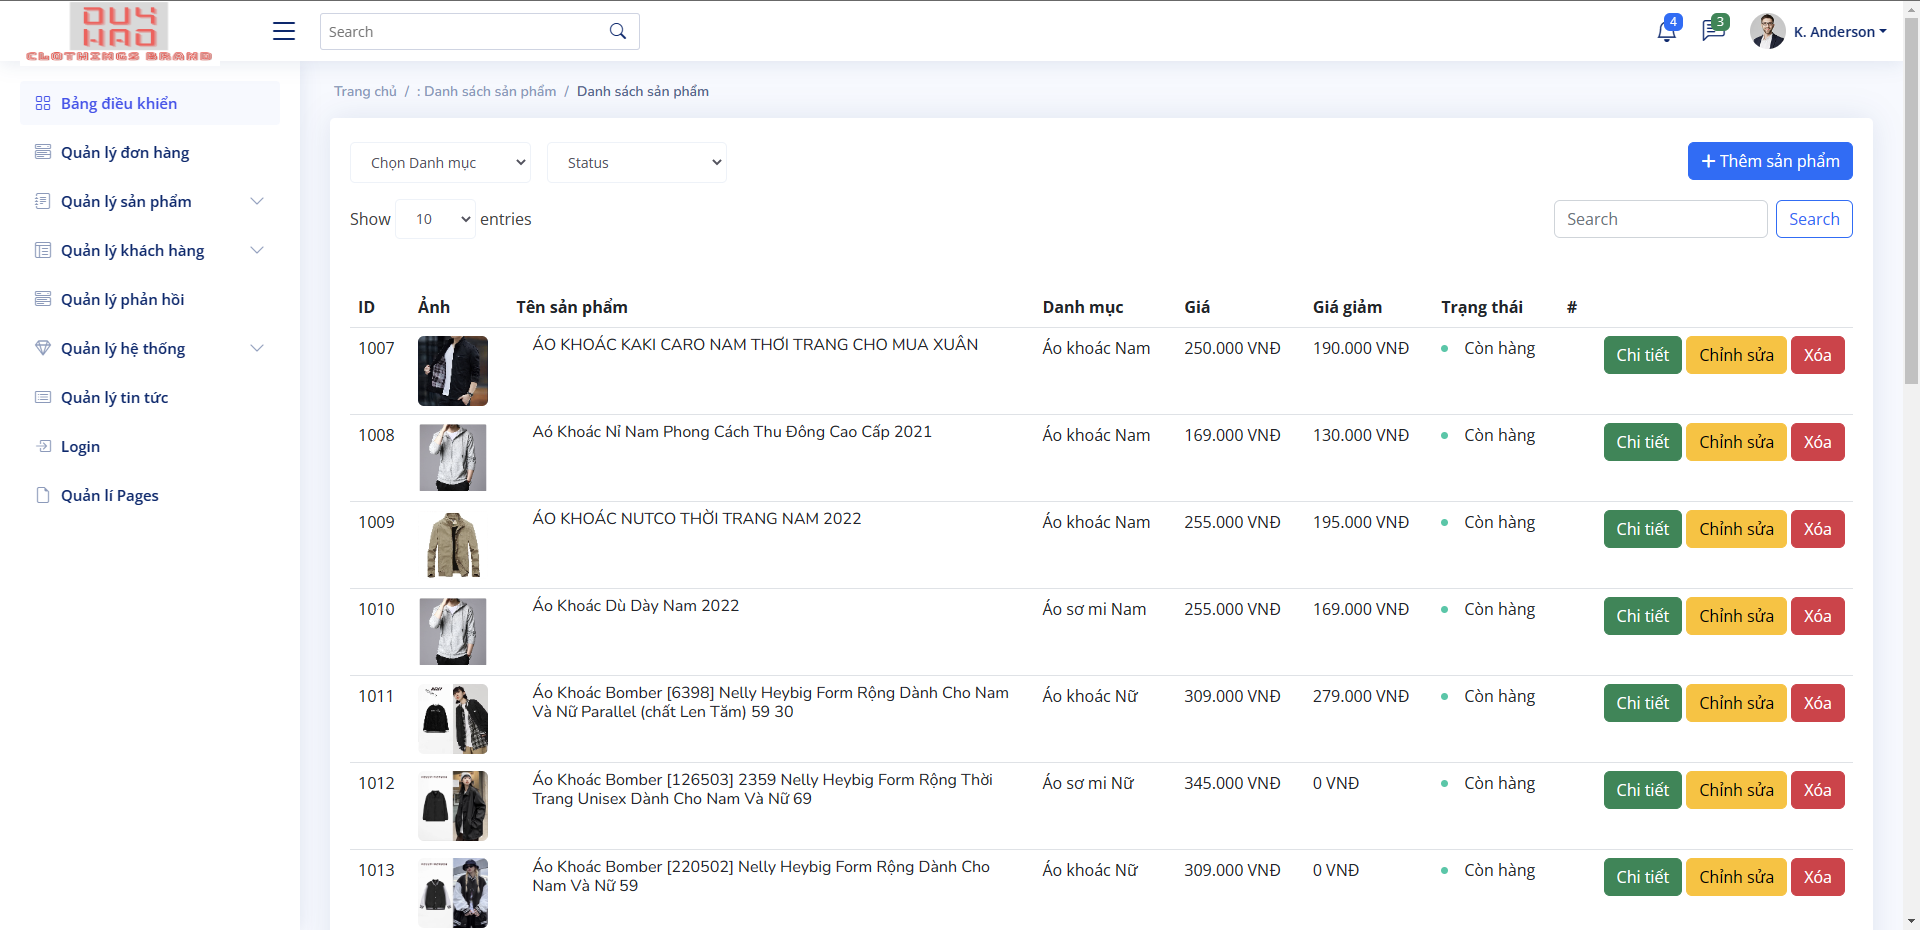 DUY
HAO
CLOTHINGS BRAND
Search
4
3
K. Anderson
Bảng điều khiển
Quản lý đơn hàng
Quản lý sản phẩm
Quản lý khách hàng
Quản lý phản hồi
Quản lý hệ thống
Quản lý tin tức
Login
Quản lí Pages
Trang chủ / : Danh sách sản phẩm / Danh sách sản phẩm
Chọn Danh mục
Status
+ Thêm sản phẩm
Show 10 entries
Search
Search
ID Ảnh Tên sản phẩm Danh mục Giá Giá giảm Trạng thái #
1007 ÁO KHOÁC KAKI CARO NAM THƠI TRANG CHO MUA XUÂN Áo khoác Nam 250.000 VNĐ 190.000 VNĐ Còn hàng Chi tiết Chỉnh sửa Xóa
1008 Aó Khoác Nỉ Nam Phong Cách Thu Đông Cao Cấp 2021 Áo khoác Nam 169.000 VNĐ 130.000 VNĐ Còn hàng Chi tiết Chỉnh sửa Xóa
1009 ÁO KHOÁC NUTCO THỜI TRANG NAM 2022 Áo khoác Nam 255.000 VNĐ 195.000 VNĐ Còn hàng Chi tiết Chỉnh sửa Xóa
1010 Áo Khoác Dù Dày Nam 2022 Áo sơ mi Nam 255.000 VNĐ 169.000 VNĐ Còn hàng Chi tiết Chỉnh sửa Xóa
1011 Áo Khoác Bomber [6398] Nelly Heybig Form Rộng Dành Cho Nam Áo khoác Nữ 309.000 VNĐ 279.000 VNĐ Còn hàng Chi tiết Chỉnh sửa Xóa
Và Nữ Parallel (chất Len Tăm) 59 30
1012 Áo Khoác Bomber [126503] 2359 Nelly Heybig Form Rộng Thời Áo sơ mi Nữ 345.000 VNĐ 0 VNĐ Còn hàng Chi tiết Chỉnh sửa Xóa
Trang Unisex Dành Cho Nam Và Nữ 69
1013 Áo Khoác Bomber [220502] Nelly Heybig Form Rộng Dành Cho Áo khoác Nữ 309.000 VNĐ 0 VNĐ Còn hàng Chi tiết Chỉnh sửa Xóa
Nam Và Nữ 59